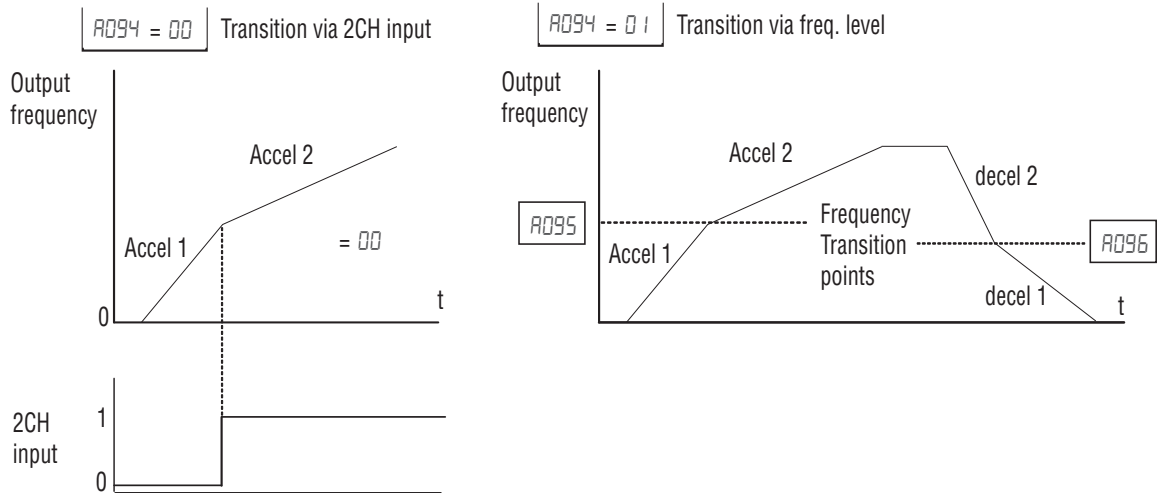 A094 = 00 Transition via 2CH input
Output
frequency
Accel 2
Accel 1
= 00
0
t
2CH
input
1
0
A094 = 01 Transition via freq. level
Output
frequency
Accel 2
decel 2
A095
Frequency
Transition
points
A096
Accel 1
decel 1
t